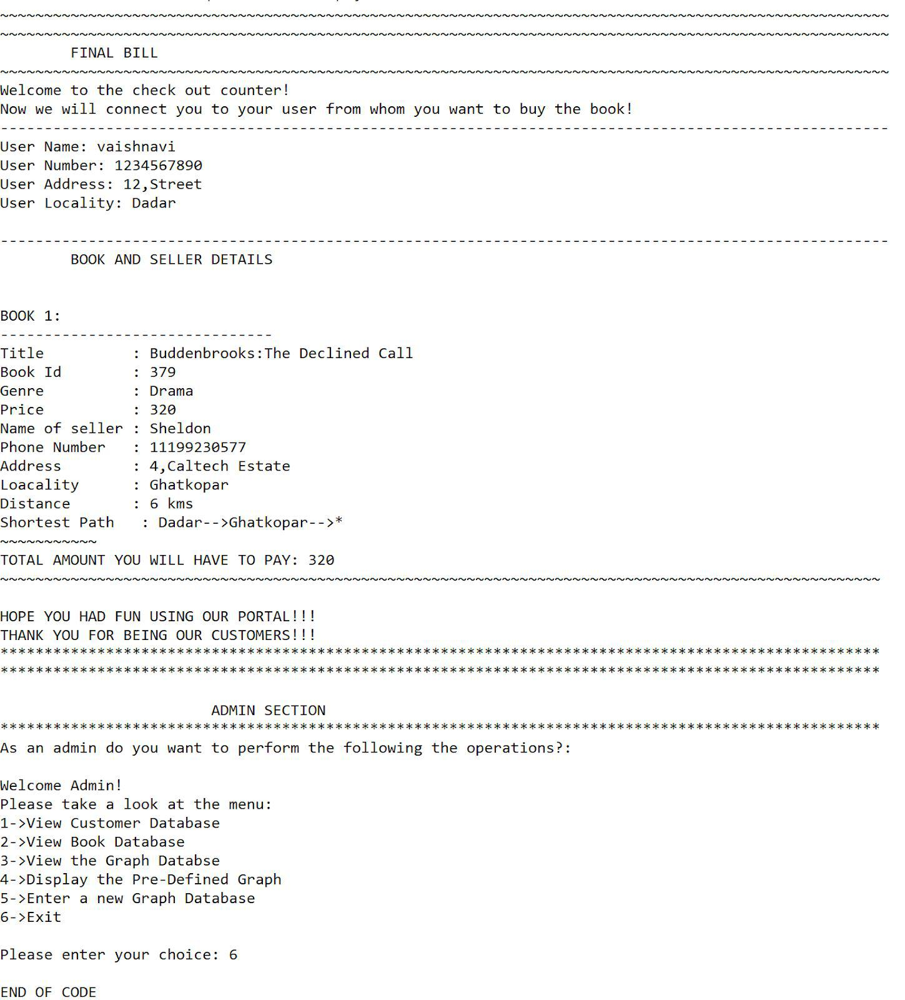 ~~~~~~~~~~~~~~~~~~~~~~~~~~~~~~~~~~~~~~~~~~~~~~~~~~~~~~~~~~~~~~~~~~~~~~~~~~~~~~~~~~~~~~~~~~~~~~~~~~~~~
~~~~~~~~~~~~~~~~~~~~~~~~~~~~~~~~~~~~~~~~~~~~~~~~~~~~~~~~~~~~~~~~~~~~~~~~~~~~~~~~~~~~~~~~~~~~~~~~~~~~~
FINAL BILL
~~~~~~~~~~~~~~~~~~~~~~~~~~~~~~~~~~~~~~~~~~~~~~~~~~~~~~~~~~~~~~~~~~~~~~~~~~~~~~~~~~~~~~~~~~~~~~~~~~~~~
Welcome to the check out counter!
Now we will connect you to your user from whom you want to buy the book!
-----------------------------------------------------------------------------------------------------
User Name: vaishnavi
User Number: 1234567890
User Address: 12,Street
User Locality: Dadar
-----------------------------------------------------------------------------------------------------
BOOK AND SELLER DETAILS
BOOK 1:
-------------------------------
Title          : Buddenbrooks:The Declined Call
Book Id        : 379
Genre          : Drama
Price          : 320
Name of seller : Sheldon
Phone Number   : 11199230577
Address        : 4,Caltech Estate
Loacality      : Ghatkopar
Distance       : 6 kms
Shortest Path   : Dadar-->Ghatkopar-->*
~~~~~~~~~~~
TOTAL AMOUNT YOU WILL HAVE TO PAY: 320
~~~~~~~~~~~~~~~~~~~~~~~~~~~~~~~~~~~~~~~~~~~~~~~~~~~~~~~~~~~~~~~~~~~~~~~~~~~~~~~~~~~~~~~~~~~~~~~~~~~~
HOPE YOU HAD FUN USING OUR PORTAL!!!
THANK YOU FOR BEING OUR CUSTOMERS!!!
****************************************************************************************************
****************************************************************************************************
ADMIN SECTION
****************************************************************************************************
As an admin do you want to perform the following the operations?:
Welcome Admin!
Please take a look at the menu:
1->View Customer Database
2->View Book Database
3->View the Graph Databse
4->Display the Pre-Defined Graph
5->Enter a new Graph Database
6->Exit
Please enter your choice: 6
END OF CODE